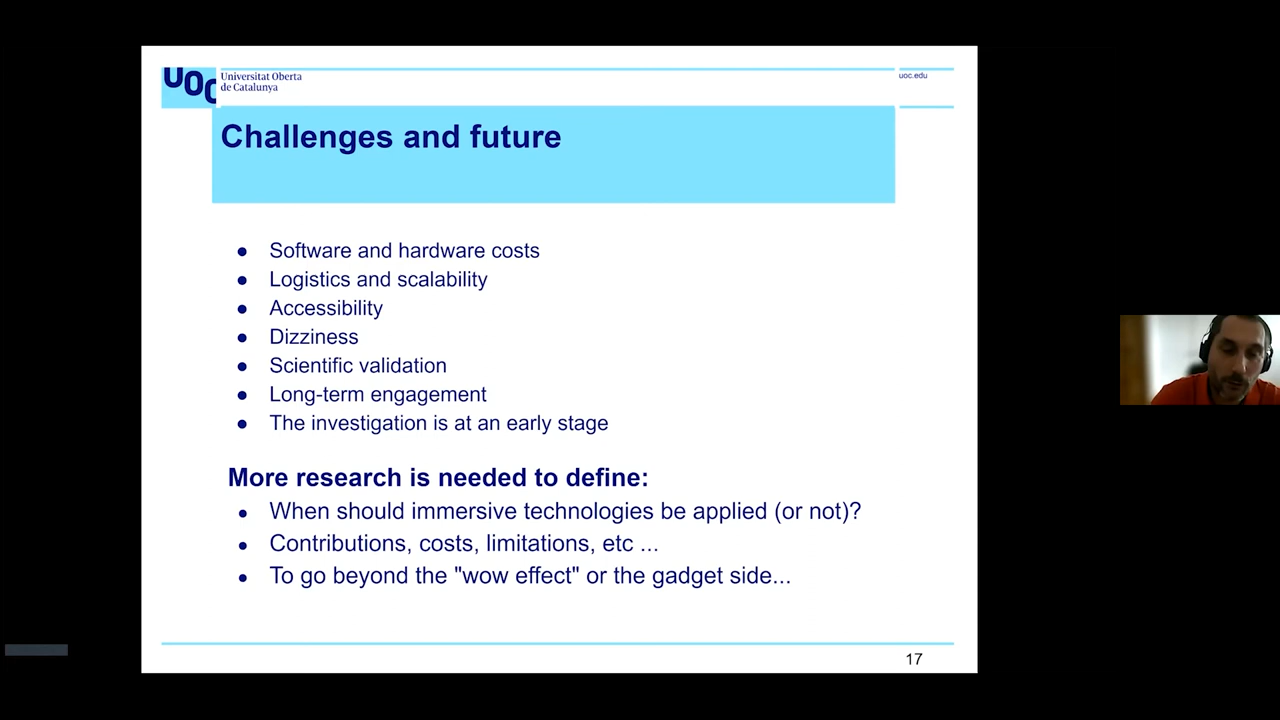 UOC
Universitat Oberta
de Catalunya
uoc.edu
Challenges and future
● Software and hardware costs
● Logistics and scalability
● Accessibility
● Dizziness
● Scientific validation
● Long-term engagement
● The investigation is at an early stage
More research is needed to define:
● When should immersive technologies be applied (or not)?
● Contributions, costs, limitations, etc ...
● To go beyond the "wow effect" or the gadget side...
17